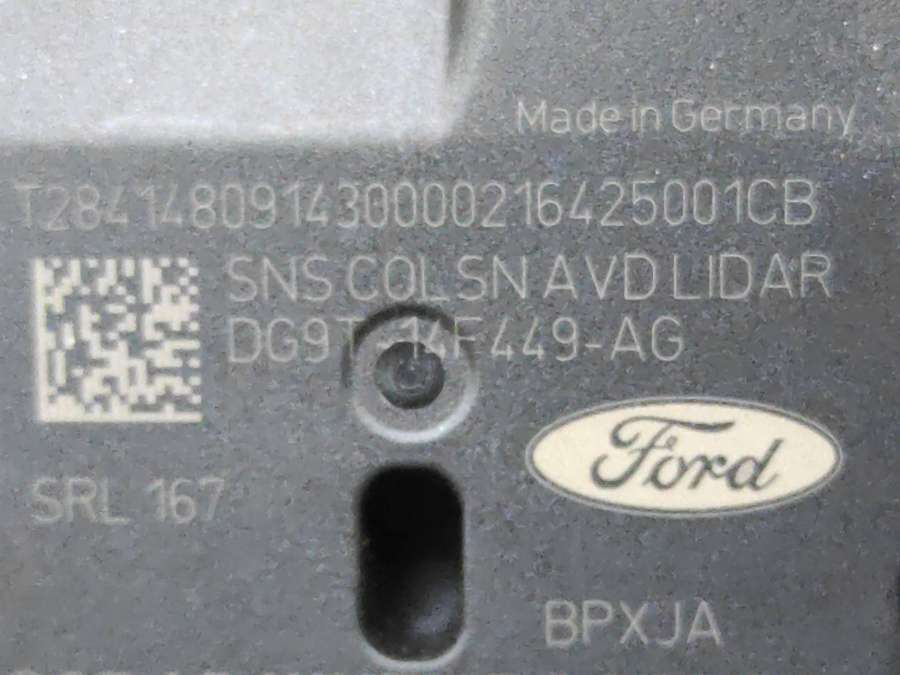 Made in Germany
T284148091430000216425001CB
SNS COLSN AVD LIDAR
DG9T-14F449-AG
Ford
SRL 167
BPXJA